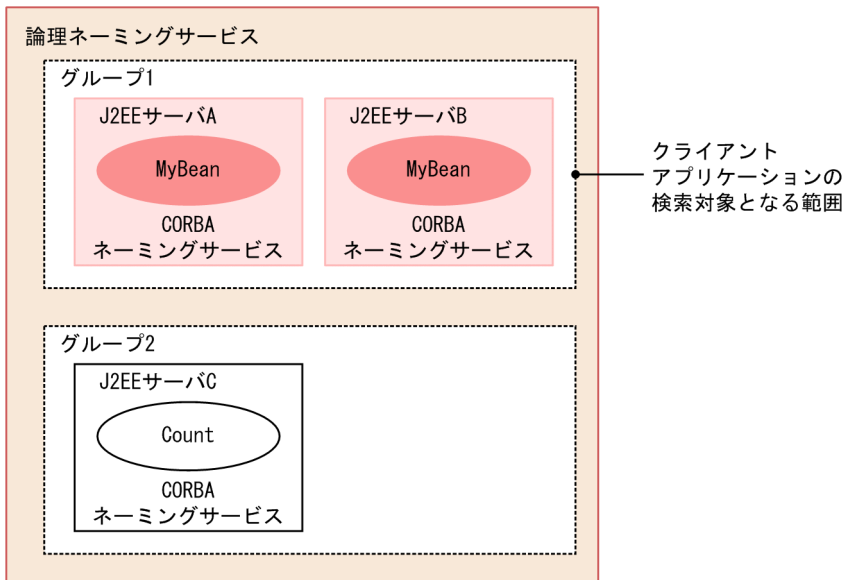 論理ネーミングサービス
グループ1
J2EEサーバA
MyBean
CORBA
ネーミングサービス
J2EEサーバB
MyBean
CORBA
ネーミングサービス
クライアント
アプリケーションの
検索対象となる範囲
グループ2
J2EEサーバC
Count
CORBA
ネーミングサービス